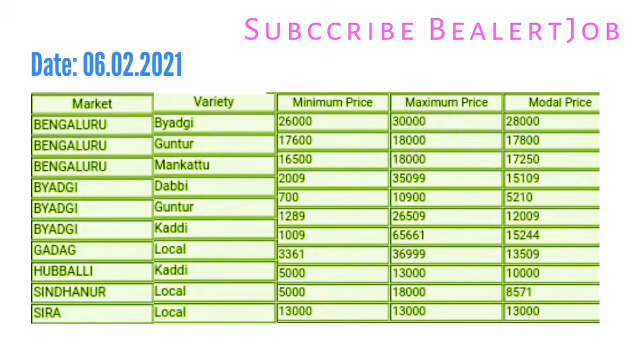 SUBCCRIBE BEALERTJOB
Date: 06.02.2021
Market Variety Minimum Price Maximum Price Modal Price
BENGALURU Byadgi 26000 30000 28000
BENGALURU Guntur 17600 18000 17800
BENGALURU Mankattu 16500 18000 17250
BYADGI Dabbi 2009 35099 15109
BYADGI Guntur 700 10900 5210
BYADGI Kaddi 1289 26509 12009
GADAG Local 1009 65661 15244
HUBBALLI Kaddi 3361 36999 13509
SINDHANUR Local 5000 13000 10000
SIRA Local 5000 18000 8571
13000 13000 13000